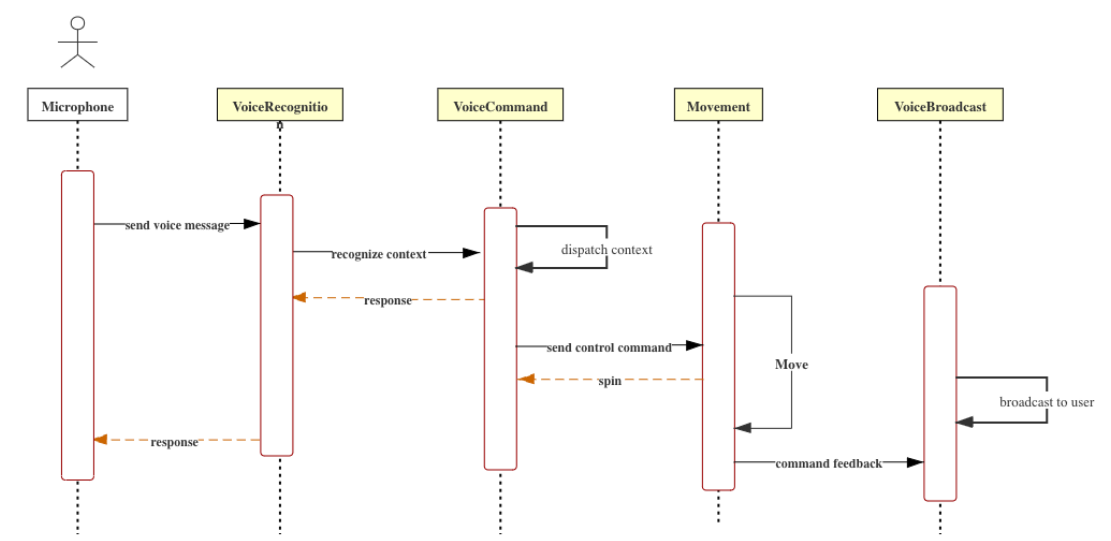 Microphone
VoiceRecognitio
n
VoiceCommand
Movement
VoiceBroadcast
send voice message
recognize context
dispatch context
response
send control command
Move
spin
broadcast to user
response
command feedback